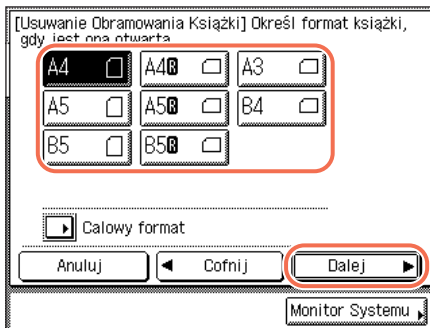 [Usuwanie Obramowania Książki] Określ format książki,
gdy jest ona otwarta
A4 A4R A3
A5 A5R B4
B5 B5R
Calowy format
Anuluj Cofnij Dalej
Monitor Systemu